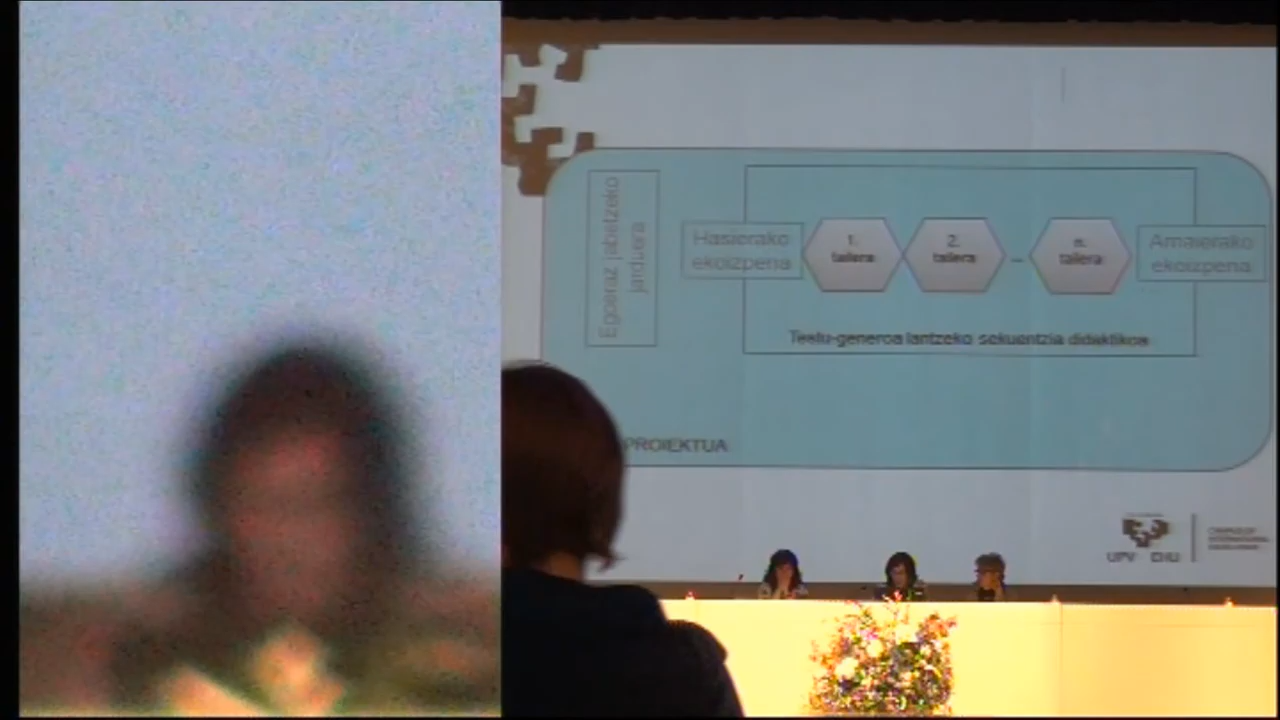 Egoeraz jabetzeko
jarduera
Hasierako
ekoizpena
1.
tailera
2.
tailera
–
n.
tailera
Amaierako
ekoizpena
Testu-generoa lantzeko sekuentzia didaktikoa
PROIEKTUA
UPV EHU